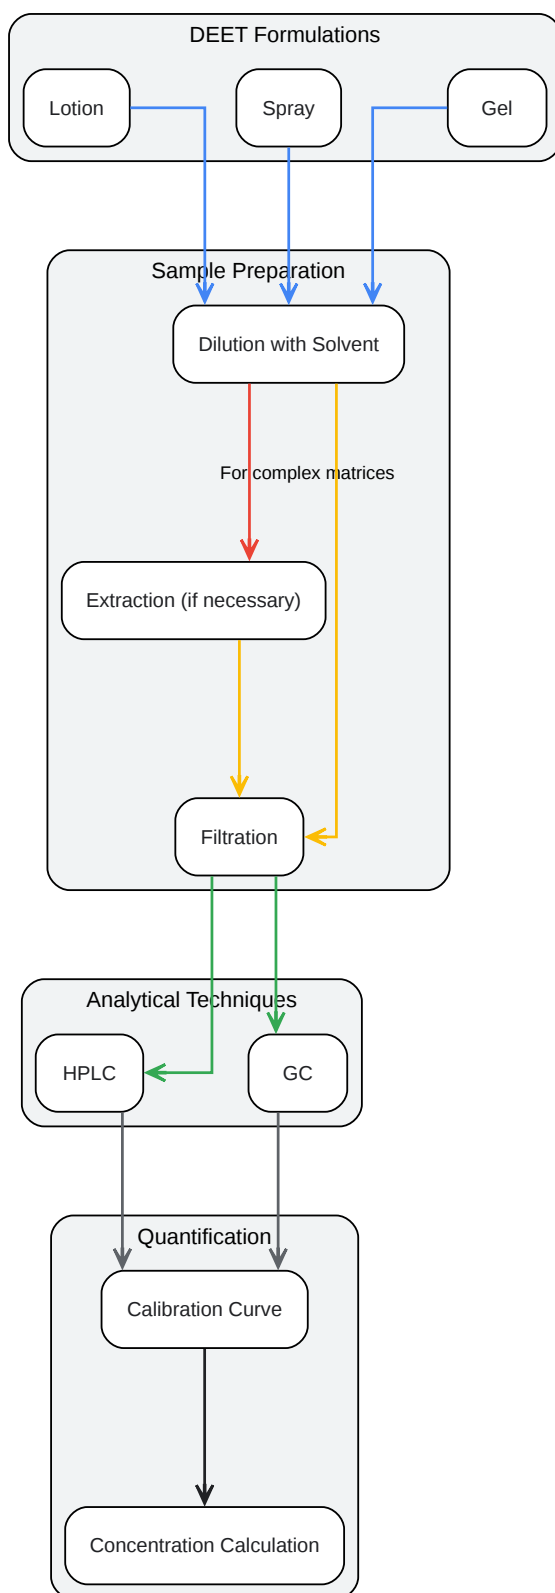 DEET Formulations
Lotion
Spray
Gel
Sample Preparation
Dilution with Solvent
For complex matrices
Extraction (if necessary)
Filtration
Analytical Techniques
HPLC
GC
Quantification
Calibration Curve
Concentration Calculation